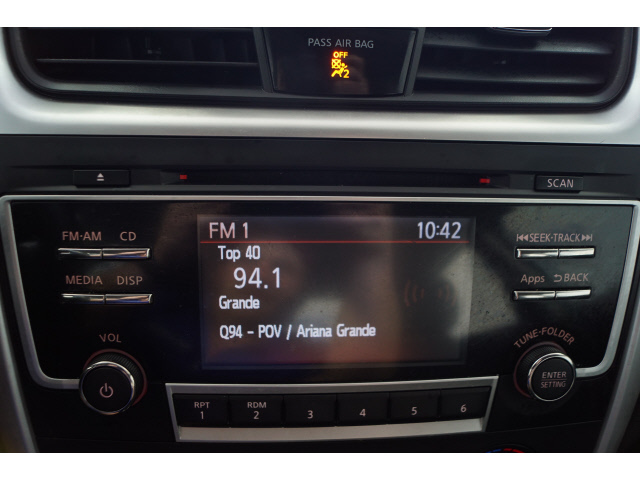 PASS AIR BAG
OFF
2
SCAN
FM·AM CD
MEDIA DISP
VOL
FM 1 10:42
Top 40
94.1
Grande
Q94 - POV / Ariana Grande
SEEK·TRACK
Apps BACK
TUNE·FOLDER
ENTER
SETTING
RPT
1
RDM
2
3
4
5
6